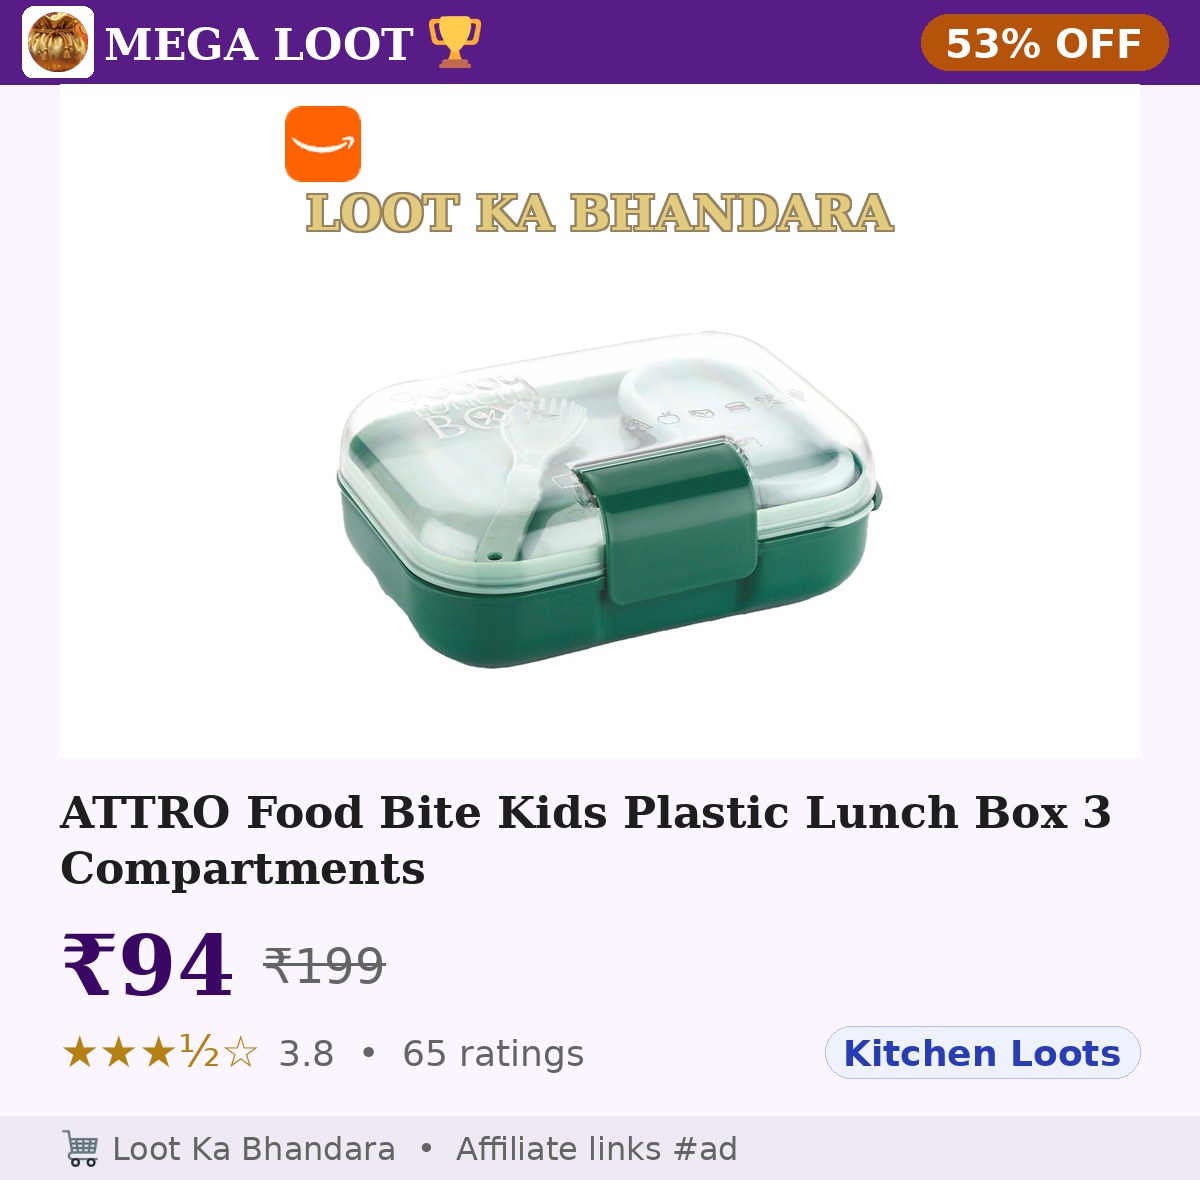 MEGA LOOT 🏆
53% OFF
LOOT KA BHANDARA
LUNCH
ATTRO Food Bite Kids Plastic Lunch Box 3
Compartments
₹94 ₹199
★★★½☆ 3.8 • 65 ratings
Kitchen Loots
Loot Ka Bhandara • Affiliate links #ad